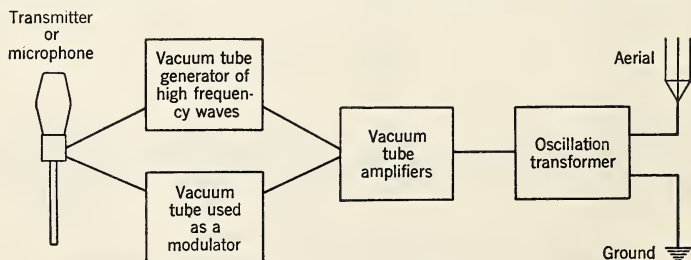 Transmitter
or
microphone
Vacuum tube
generator of
high frequen-
cy waves
Vacuum
tube used
as a
modulator
Vacuum
tube
amplifiers
Oscillation
transformer
Aerial
Ground